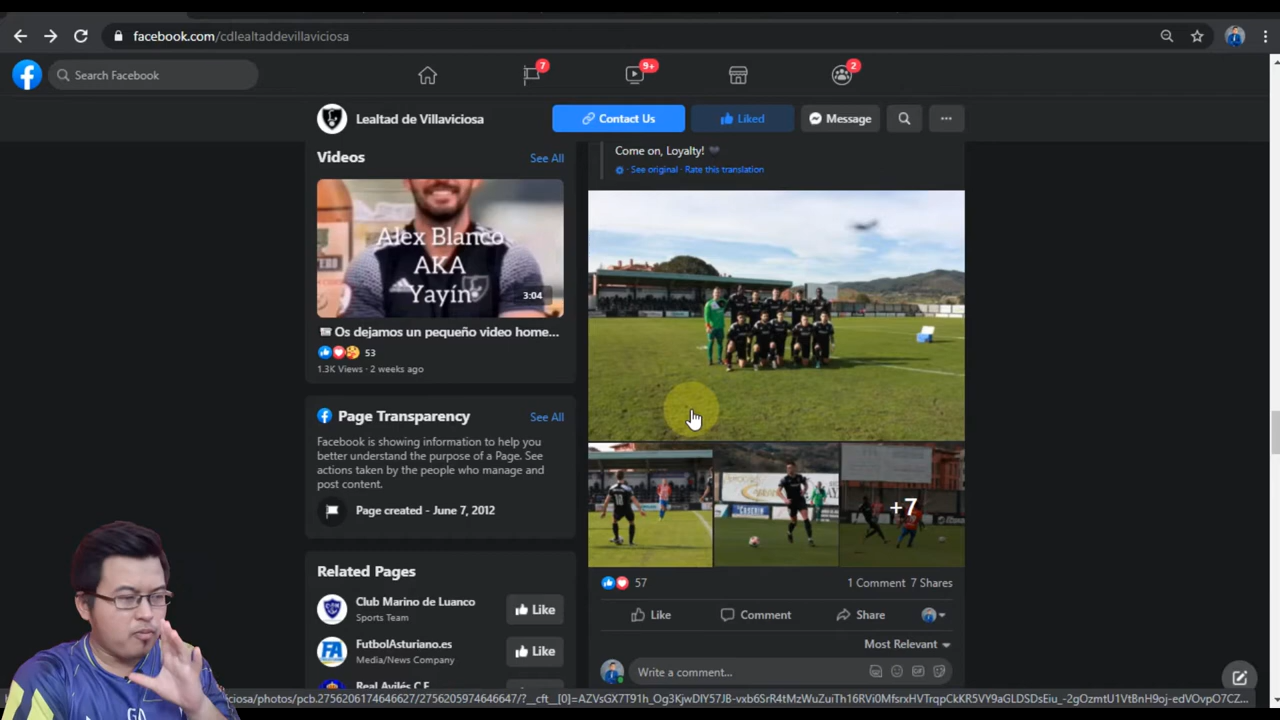 facebook.com/cdlealtaddevillaviciosa
Search Facebook
7
9+
2
Lealtad de Villaviciosa
Contact Us
Liked
Message
Videos
See All
Alex Blanco
AKA
Yayín
3:04
Os dejamos un pequeño video home...
53
1.3K Views · 2 weeks ago
Page Transparency
See All
Facebook is showing information to help you
better understand the purpose of a Page. See
actions taken by the people who manage and
post content.
Page created - June 7, 2012
Related Pages
Club Marino de Luanco
Sports Team
Like
FutbolAsturiano.es
Media/News Company
Like
Real Avilés C.F.
Come on, Loyalty!
· See original · Rate this translation
+7
57
1 Comment 7 Shares
Like
Comment
Share
Most Relevant
Write a comment...
GIF